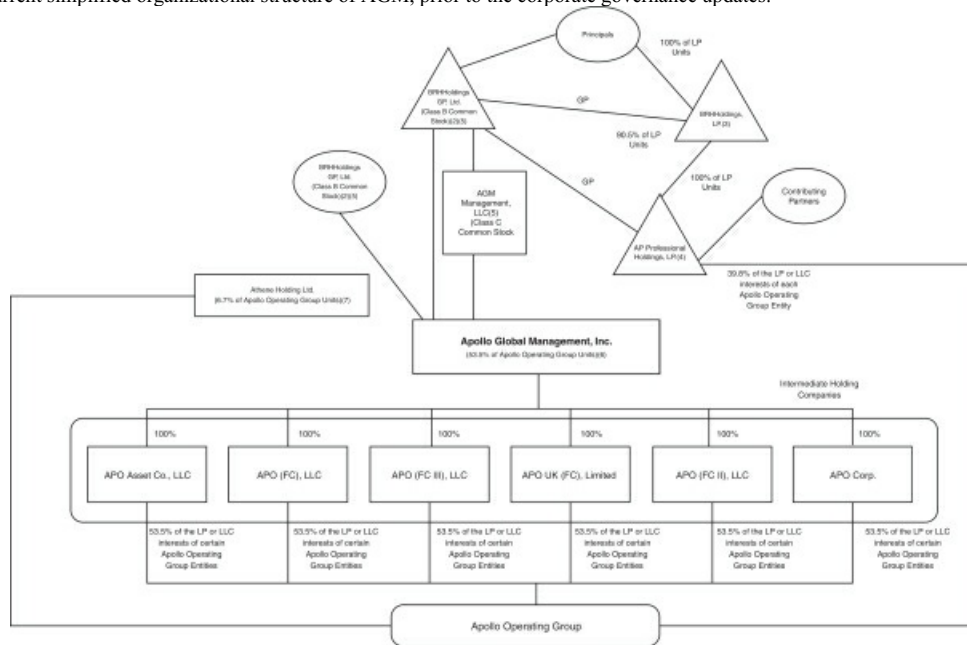 current simplified organizational structure of AGM, prior to the corporate governance updates.
Principals
100% of LP
Units
BRHHoldings
GP, Ltd.
(Class B Common
Stock)(2)(5)
GP
BRHHoldings,
LP(3)
90.5% of LP
Units
BRHHoldings
GP, Ltd.
(Class B Common
Stock)(2)(5)
AGM
Management,
LLC(5)
(Class C
Common Stock
GP
100% of LP
Units
Contributing
Partners
AP Professional
Holdings, LP(4)
39.8% of the LP or LLC
interests of each
Apollo Operating
Group Entity
Athene Holding Ltd.
(6.7% of Apollo Operating Group Units)(7)
Apollo Global Management, Inc.
(53.5% of Apollo Operating Group Units)(6)
Intermediate Holding
Companies
100%
100%
100%
100%
100%
100%
APO Asset Co., LLC
APO (FC), LLC
APO (FC III), LLC
APO UK (FC), Limited
APO (FC II), LLC
APO Corp.
53.5% of the LP or LLC
interests of certain
Apollo Operating
Group Entities
53.5% of the LP or LLC
interests of certain
Apollo Operating
Group Entities
53.5% of the LP or LLC
interests of certain
Apollo Operating
Group Entities
53.5% of the LP or LLC
interests of certain
Apollo Operating
Group Entities
53.5% of the LP or LLC
interests of certain
Apollo Operating
Group Entities
53.5% of the LP or LLC
interests of certain
Apollo Operating
Group Entities
Apollo Operating Group